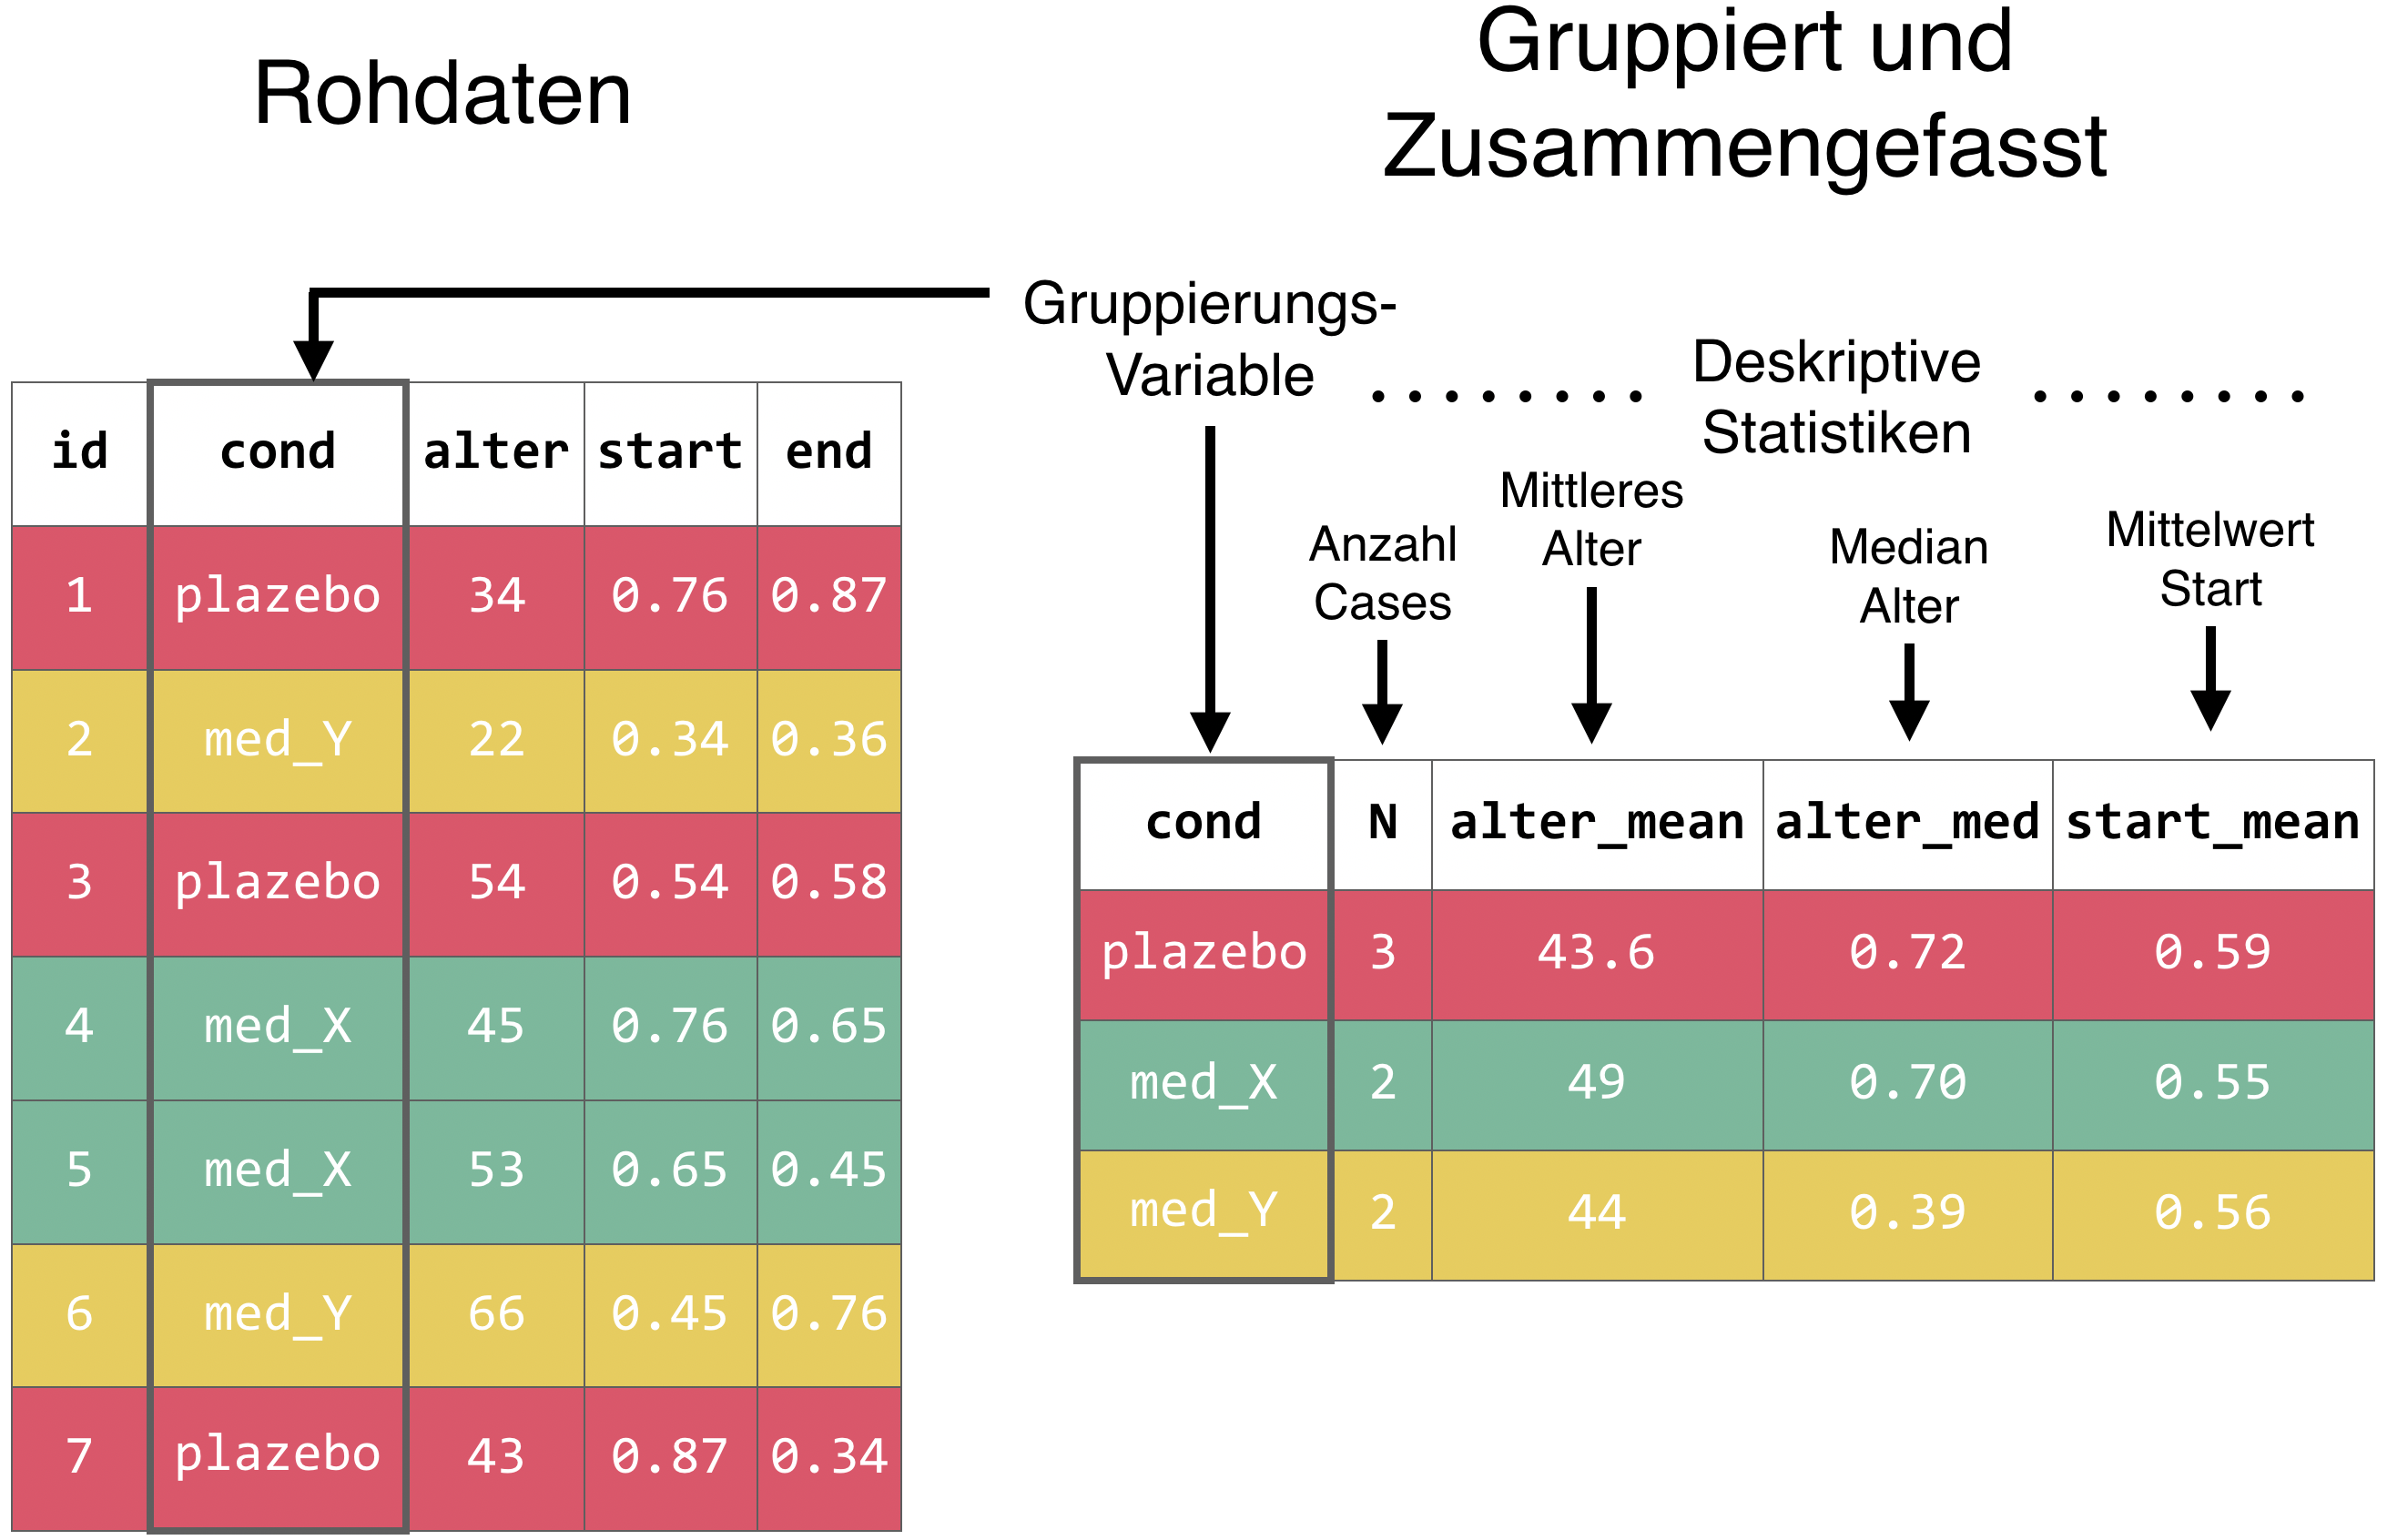 Rohdaten
id cond alter start end
1 plazebo 34 0.76 0.87
2 med_Y 22 0.34 0.36
3 plazebo 54 0.54 0.58
4 med_X 45 0.76 0.65
5 med_X 53 0.65 0.45
6 med_Y 66 0.45 0.76
7 plazebo 43 0.87 0.34
Gruppiert und
Zusammengefasst
Gruppierungs-
Variable
Deskriptive
Statistiken
Anzahl
Cases
Mittleres
Alter
Median
Alter
Mittelwert
Start
cond N alter_mean alter_med start_mean
plazebo 3 43.6 0.72 0.59
med_X 2 49 0.70 0.55
med_Y 2 44 0.39 0.56